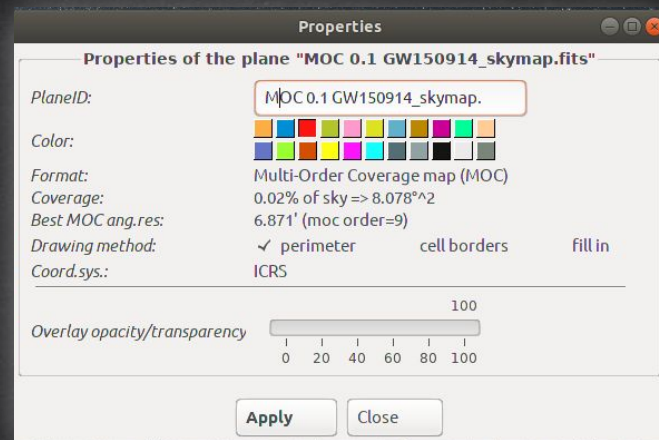 Properties
Properties of the plane "MOC 0.1 GW150914_skymap.fits"
PlaneID: MOC 0.1 GW150914_skymap.
Color:
Format: Multi-Order Coverage map (MOC)
Coverage: 0.02% of sky => 8.078°^2
Best MOC ang.res: 6.871' (moc order=9)
Drawing method: ✓ perimeter cell borders fill in
Coord.sys.: ICRS
100
Overlay opacity/transparency
0 20 40 60 80 100
Apply Close